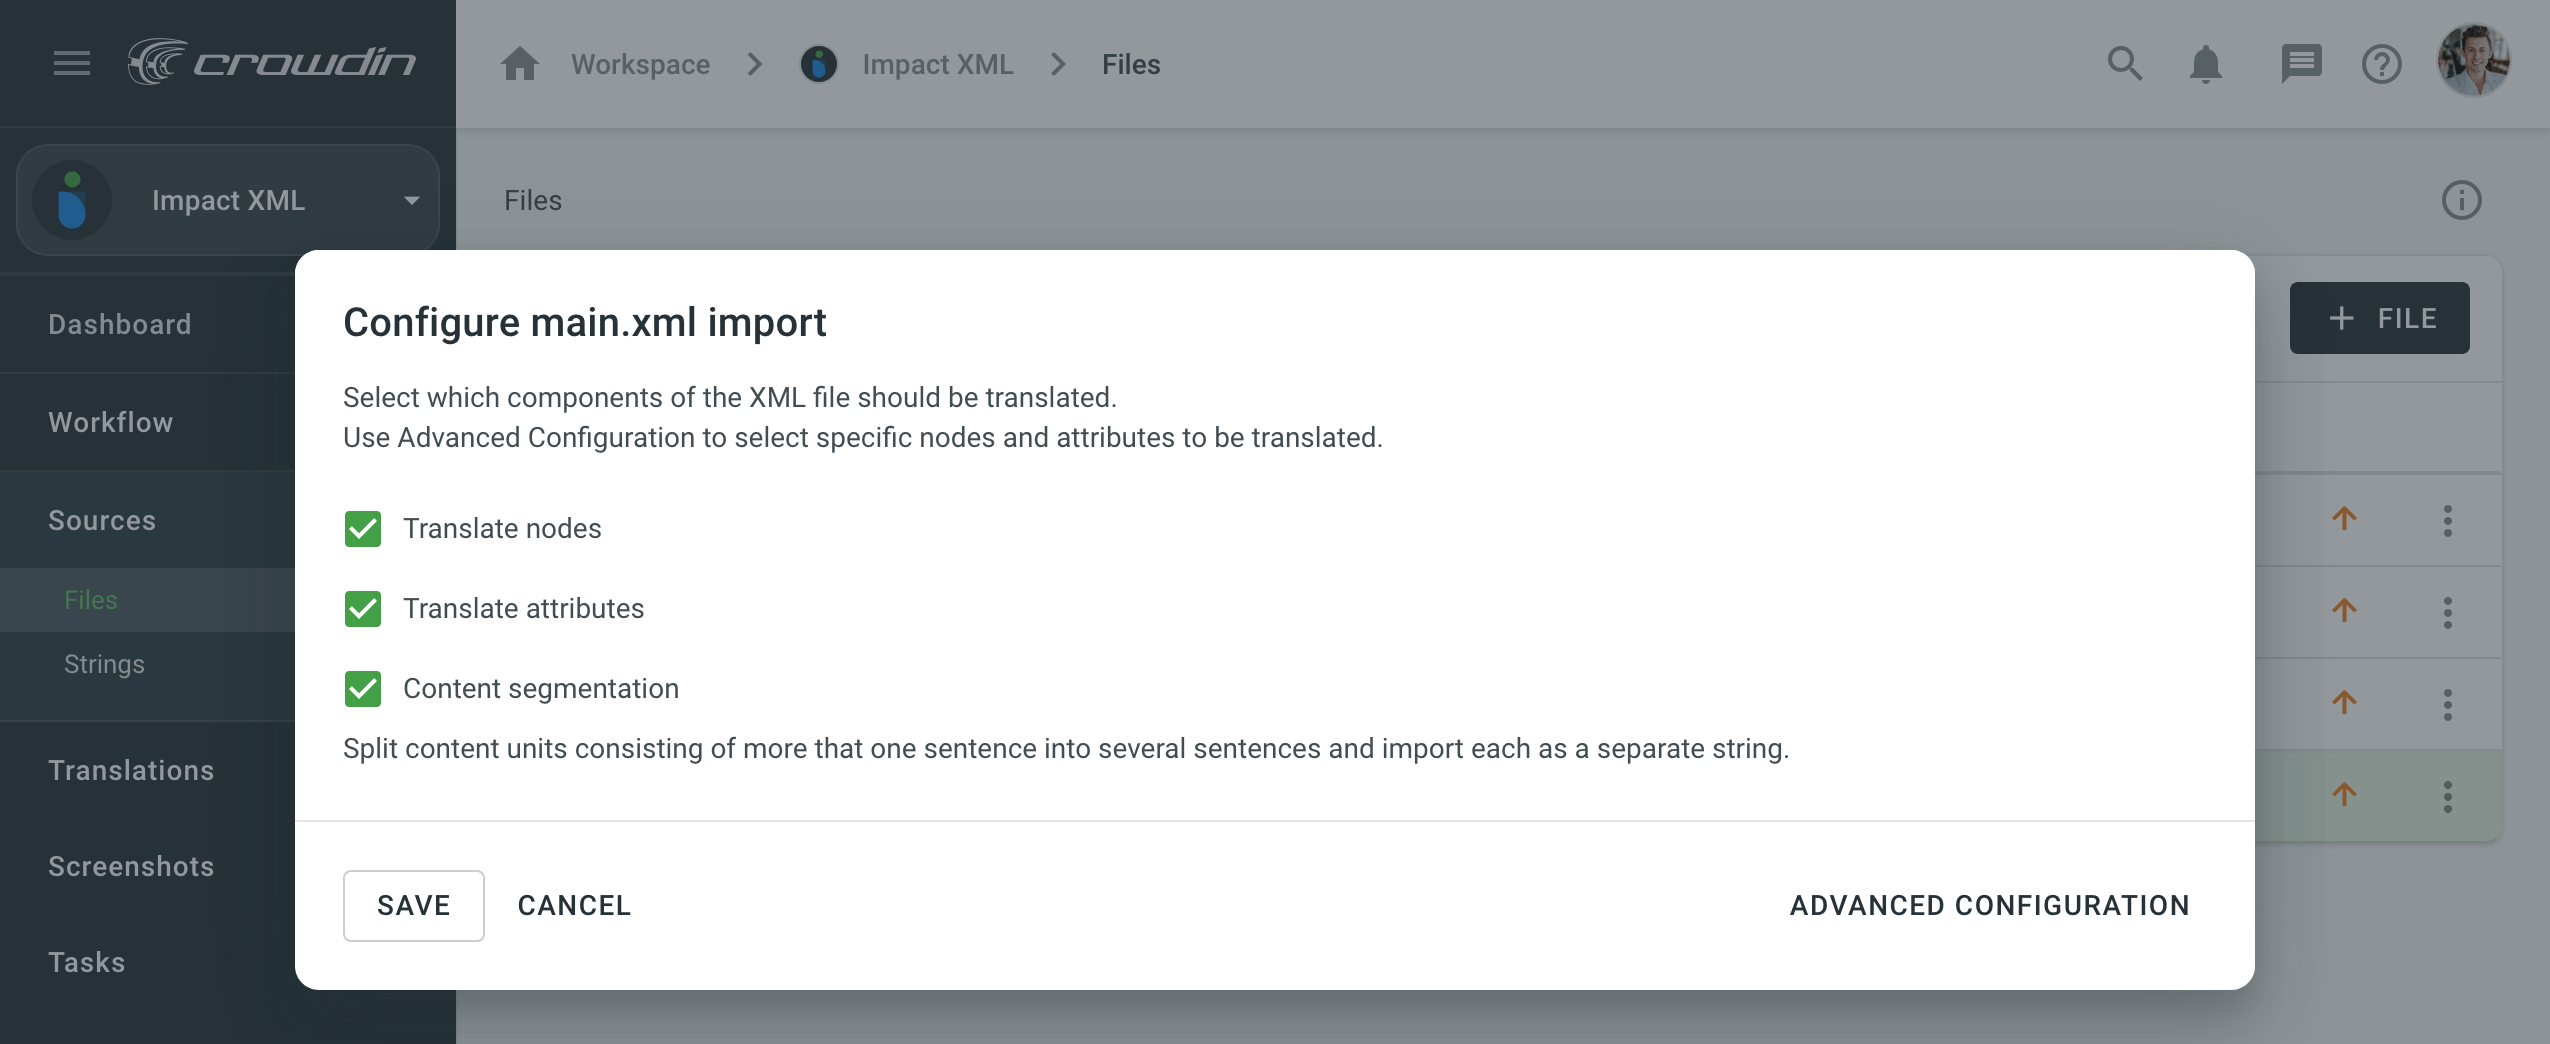 crowdin
Workspace
Impact XML
Files
Impact XML
Files
Dashboard
Workflow
Sources
Files
Strings
Translations
Screenshots
Tasks
+ FILE
Configure main.xml import
Select which components of the XML file should be translated.
Use Advanced Configuration to select specific nodes and attributes to be translated.
Translate nodes
Translate attributes
Content segmentation
Split content units consisting of more that one sentence into several sentences and import each as a separate string.
SAVE
CANCEL
ADVANCED CONFIGURATION